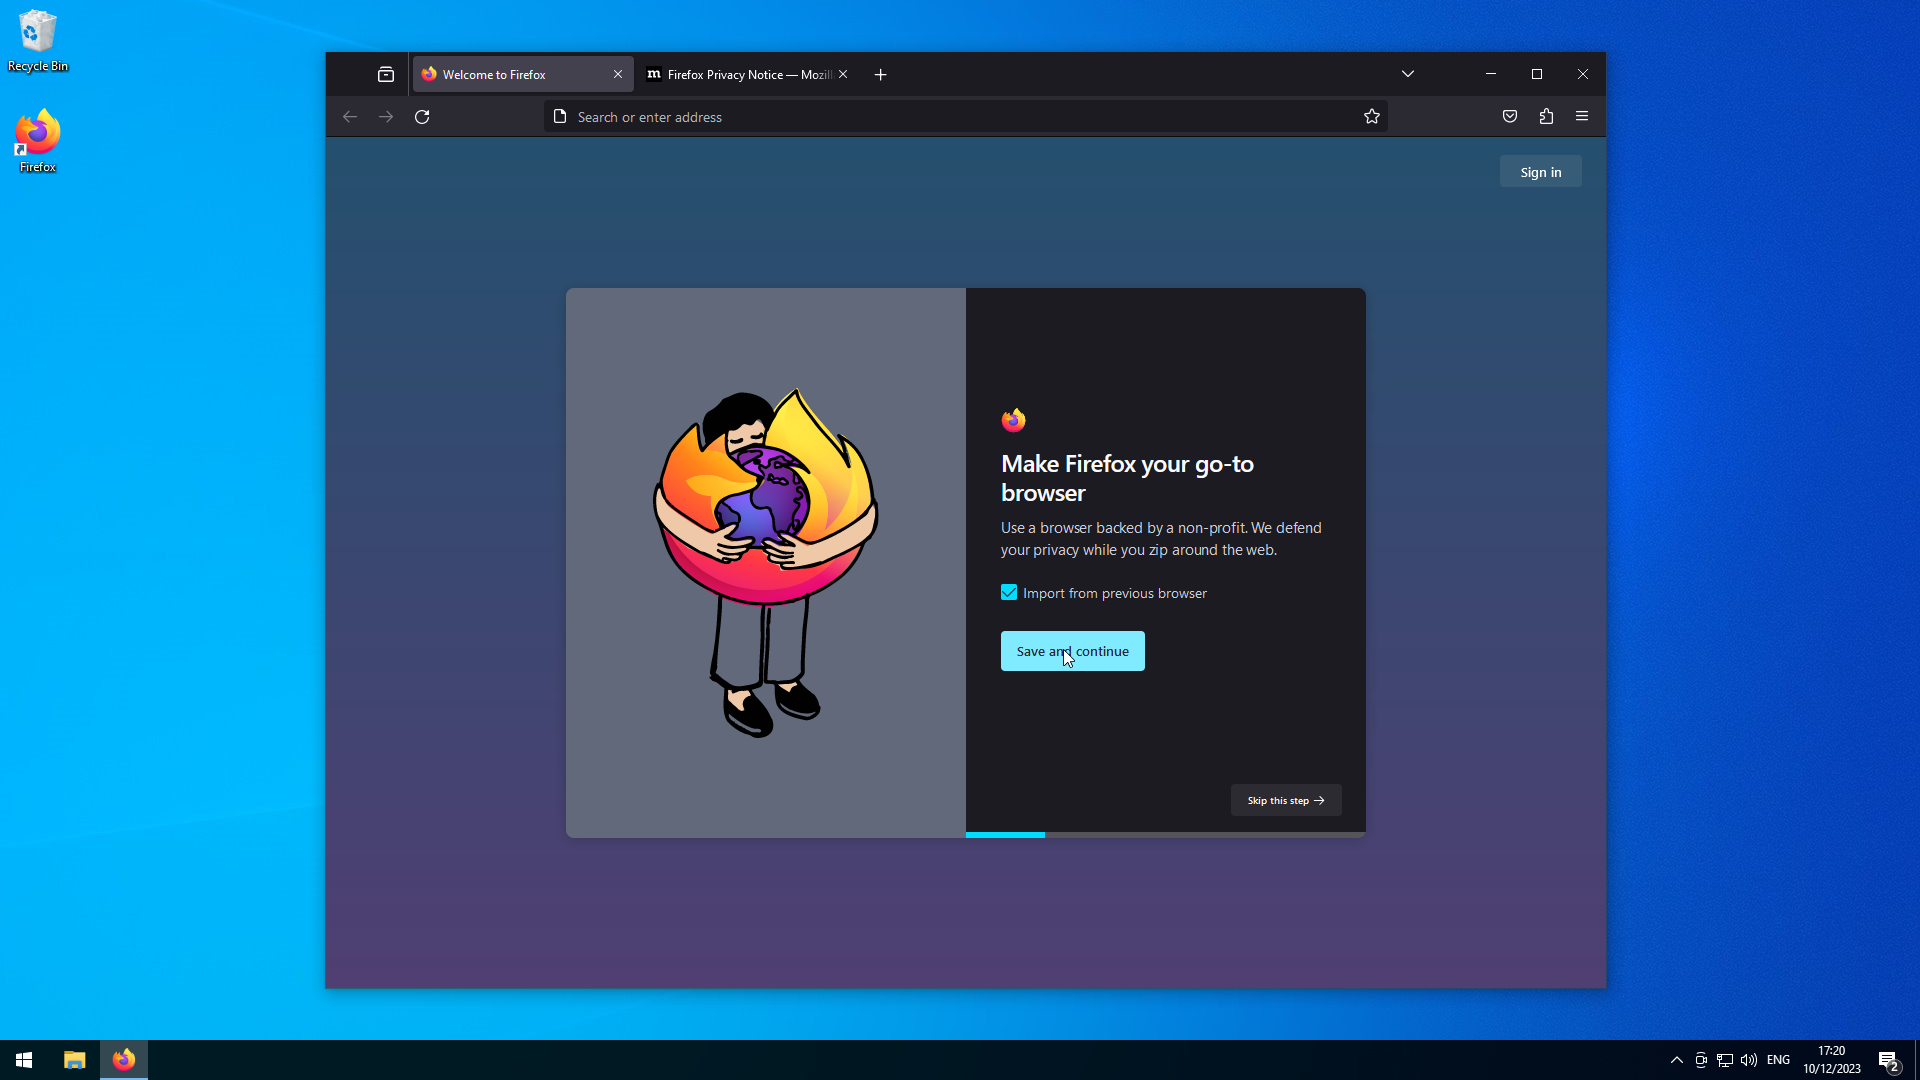 Recycle Bin
Firefox
Welcome to Firefox
Firefox Privacy Notice — Mozill
Search or enter address
Sign in
Make Firefox your go-to
browser
Use a browser backed by a non-profit. We defend
your privacy while you zip around the web.
Import from previous browser
Save and continue
Skip this step
ENG
17:20
10/12/2023
2